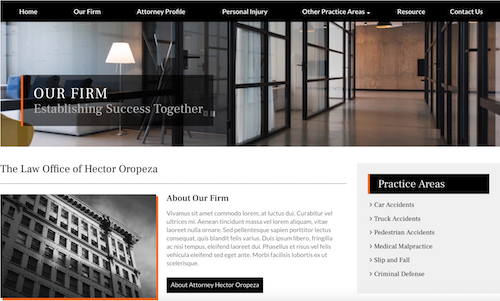 Home Our Firm Attorney Profile Personal Injury Other Practice Areas Resource Contact Us
OUR FIRM
Establishing Success Together
The Law Office of Hector Oropeza
About Our Firm
Vivamus sit amet commodo lorem, at luctus dui. Curabitur vel
ultrices mi. Aenean tincidunt massa vel lorem aliquam, vitae
laoreet nulla ornare. Sed pellentesque lorem
pellentesque sapien porttitor lectus
consequat, quis blandit felis varius. Duis ipsum libero, fringilla
ac nisi tempus, eleifend laoreet dui. Phasellus et risus vel felis
vehicula eleifend sed eget ante. Morbi facilisis lobortis ex ut
scelerisque.
About Attorney Hector Oropeza
Practice Areas
Car Accidents
Truck Accidents
Pedestrian Accidents
Medical Malpractice
Slip and Fall
Criminal Defense